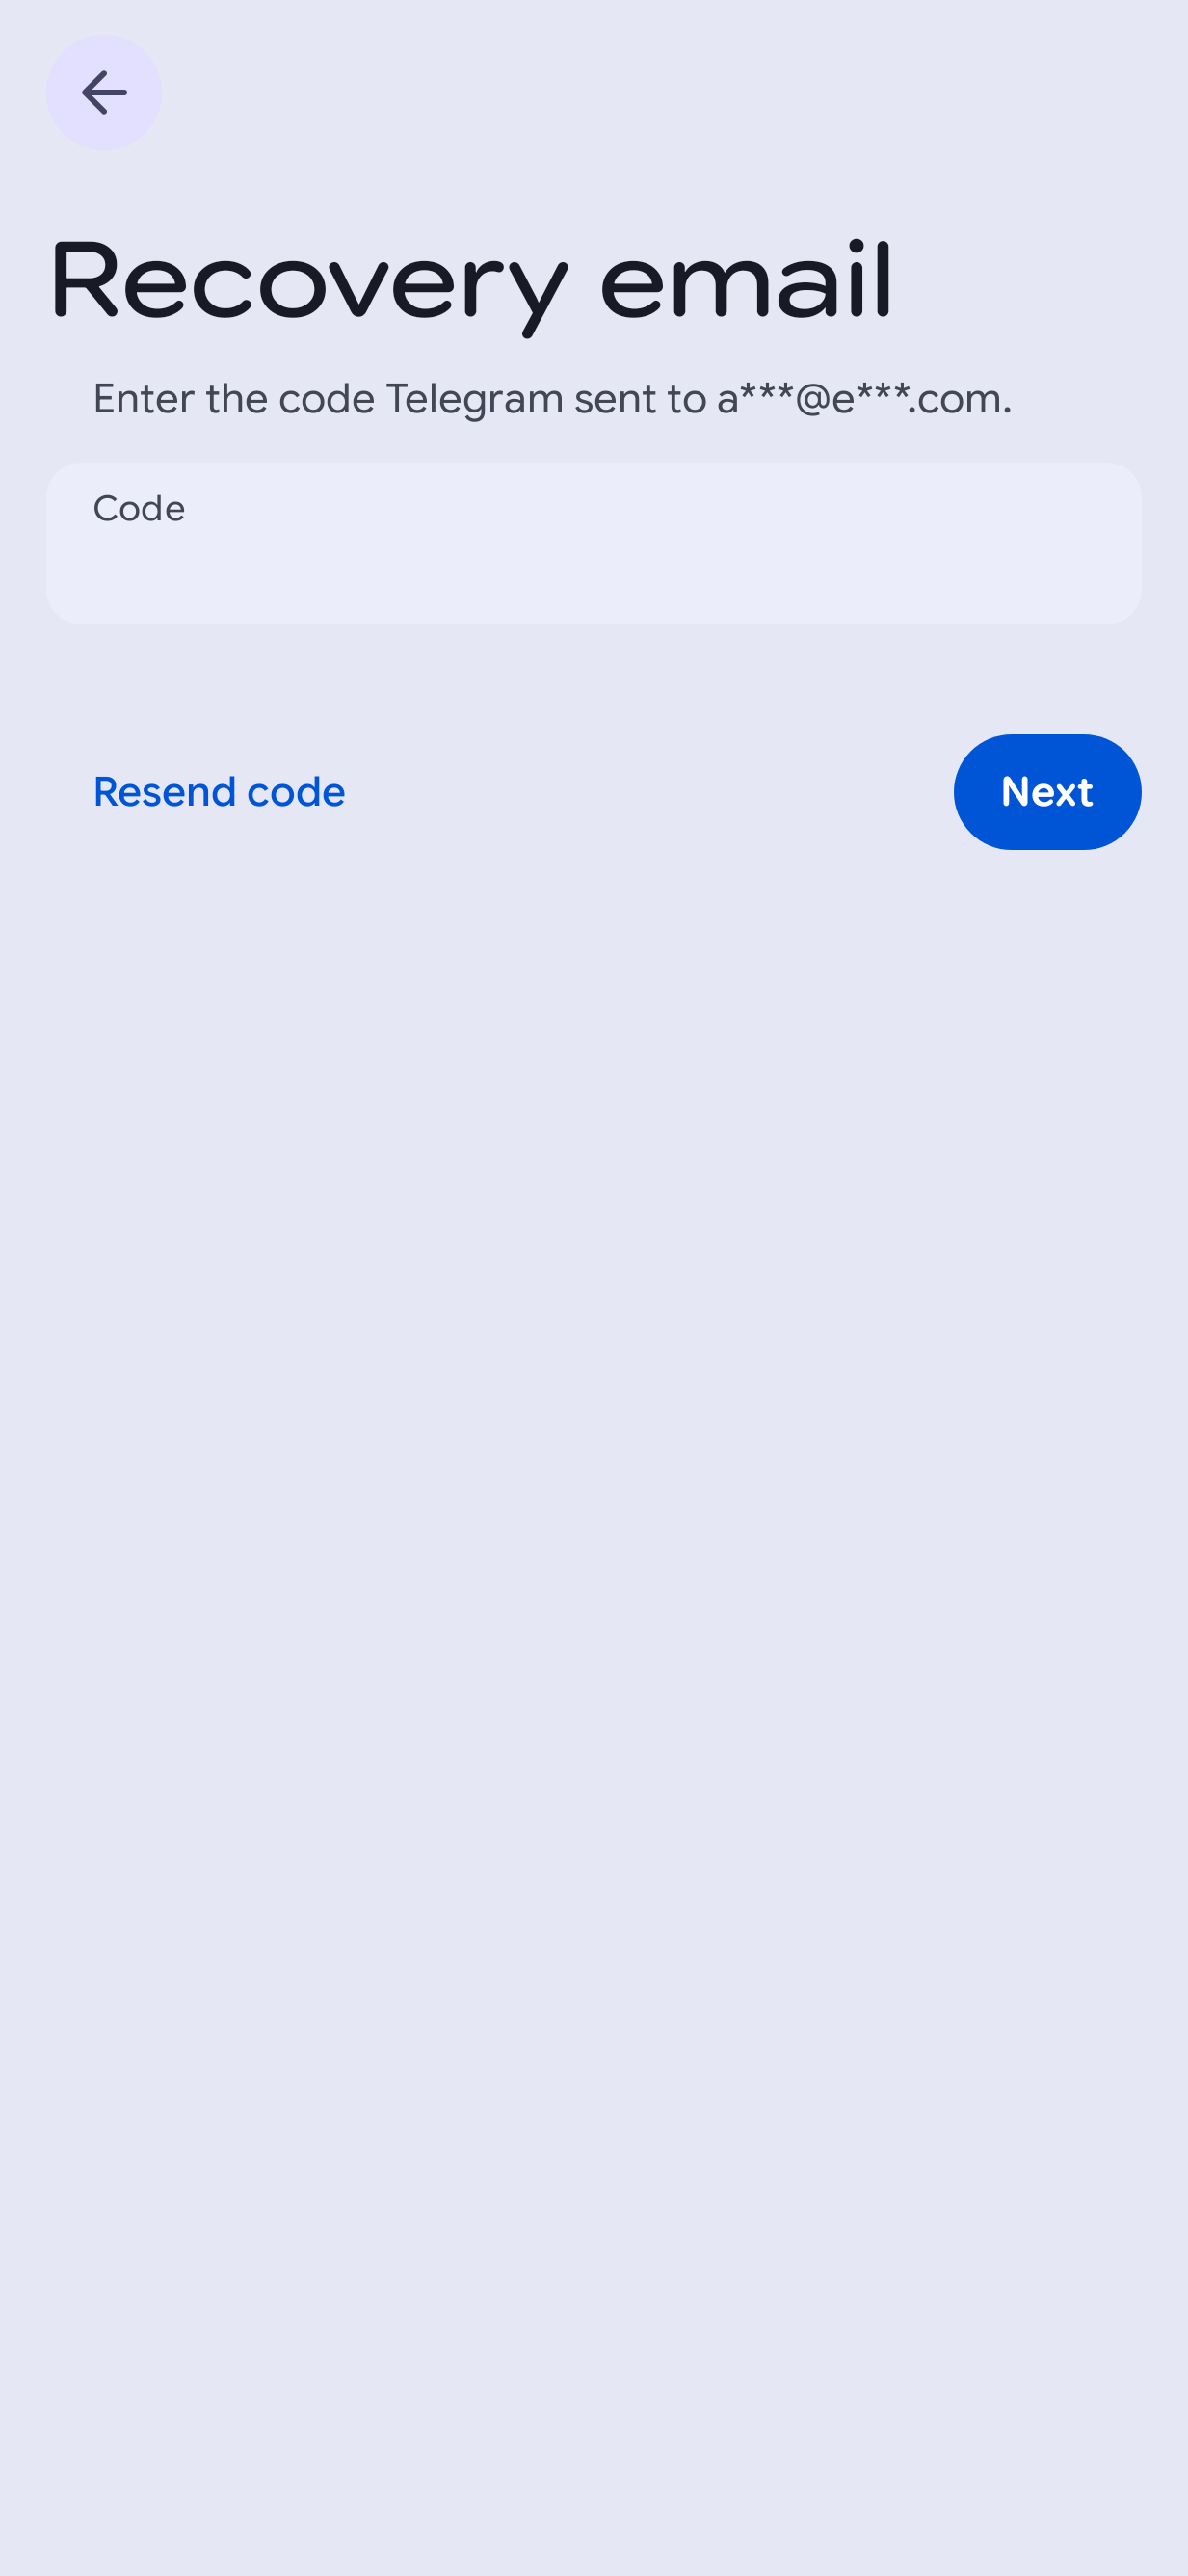 Recovery email
Enter the code Telegram sent to a***@e***.com.
Code
Resend code
Next